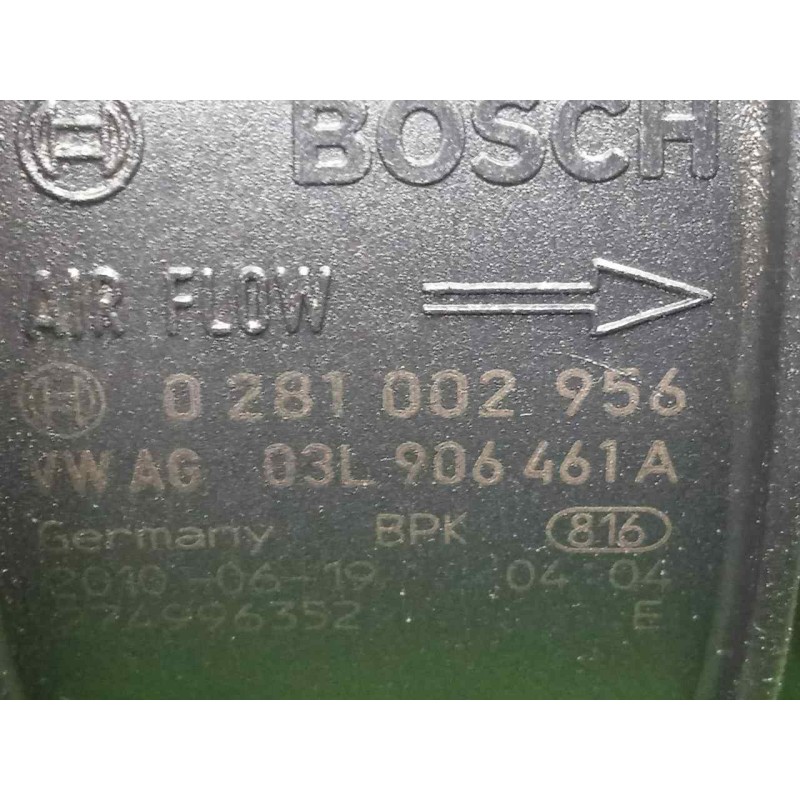 BOSCH
AIR FLOW
0 281 002 956
VW AG 03L 906 461 A
Germany BPK 816
2010-06-19 04 04
E